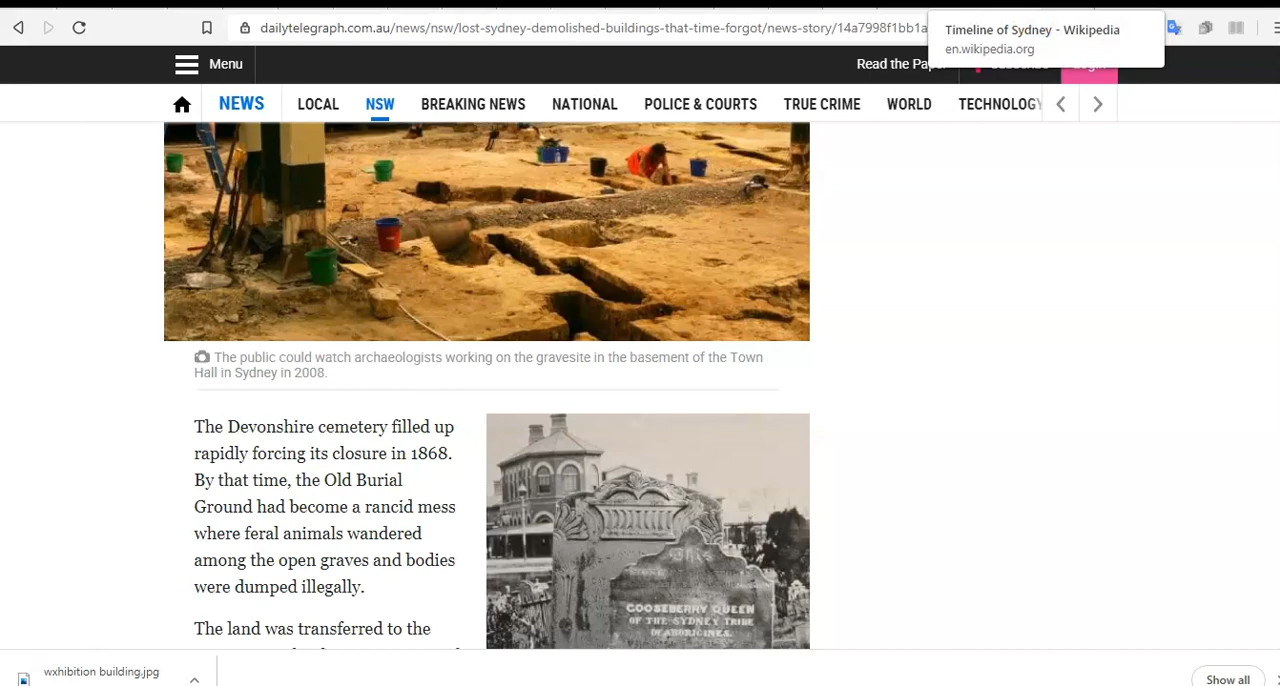 dailytelegraph.com.au/news/nsw/lost-sydney-demolished-buildings-that-time-forgot/news-story/14a7998f1bb1a
Timeline of Sydney - Wikipedia
en.wikipedia.org
Menu
Read the Paper
NEWS LOCAL NSW BREAKING NEWS NATIONAL POLICE & COURTS TRUE CRIME WORLD TECHNOLOGY
The public could watch archaeologists working on the gravesite in the basement of the Town
Hall in Sydney in 2008.
The Devonshire cemetery filled up
rapidly forcing its closure in 1868.
By that time, the Old Burial
Ground had become a rancid mess
where feral animals wandered
among the open graves and bodies
were dumped illegally.
The land was transferred to the
GOOSEBERRY QUEEN
OF THE SYDNEY TRIBE
OF ABORIGINES.
wxhibition building.jpg
Show all